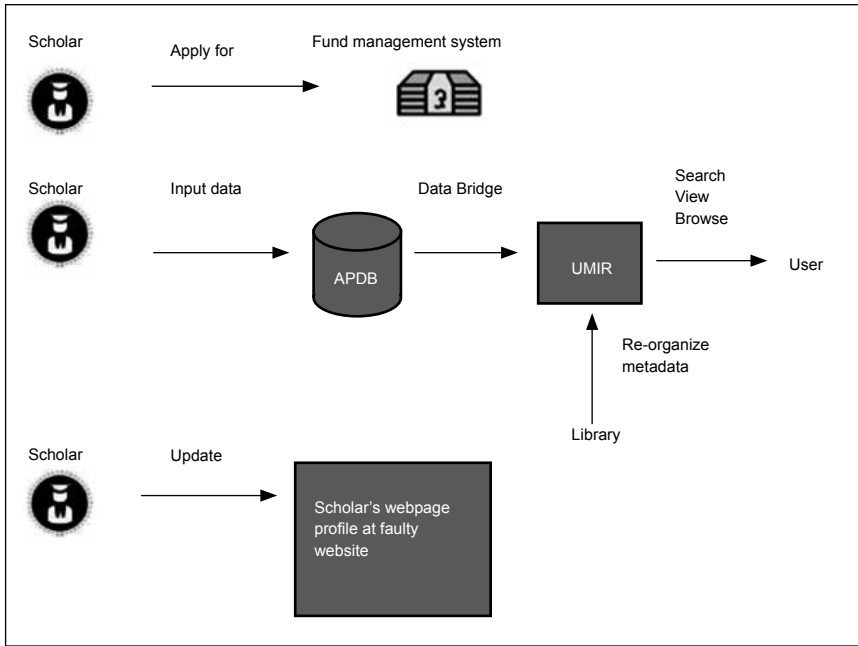 Scholar
Apply for
Fund management system
Scholar
Input data
Data Bridge
Search
View
Browse
APDB
UMIR
User
Re-organize
metadata
Library
Scholar
Update
Scholar's webpage
profile at faulty
website